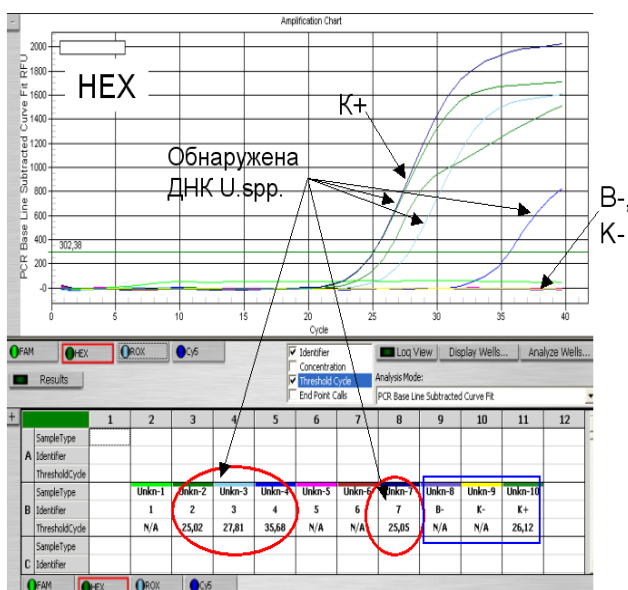 Amplification Chart
PCR Base Line Subtracted Curve Fit RFU
2000
1800
1600
1400
1200
1000
800
600
400
200
-0
HEX
К+
Обнаружена
ДНК U.spp.
В-,
К-
302,38
0 5 10 15 20 25 30 35 40
Cycle
FAM HEX ROX Cy5
Results
Identifier
Concentration
Threshold Cycle
End Point Calls
Log View Display Wells... Analyze Wells...
Analysis Mode:
PCR Base Line Subtracted Curve Fit
1 2 3 4 5 6 7 8 9 10 11 12
SampleType
A Identifier
ThresholdCycle
SampleType Unkn-1 Unkn-2 Unkn-3 Unkn-4 Unkn-5 Unkn-6 Unkn-7 Unkn-8 Unkn-9 Unkn-10
B Identifier 1 2 3 4 5 6 7 B- K- K+
ThresholdCycle N/A 25,02 27,81 35,68 N/A N/A 25,05 N/A N/A 26,12
SampleType
C Identifier
FAM HEX ROX Cy5